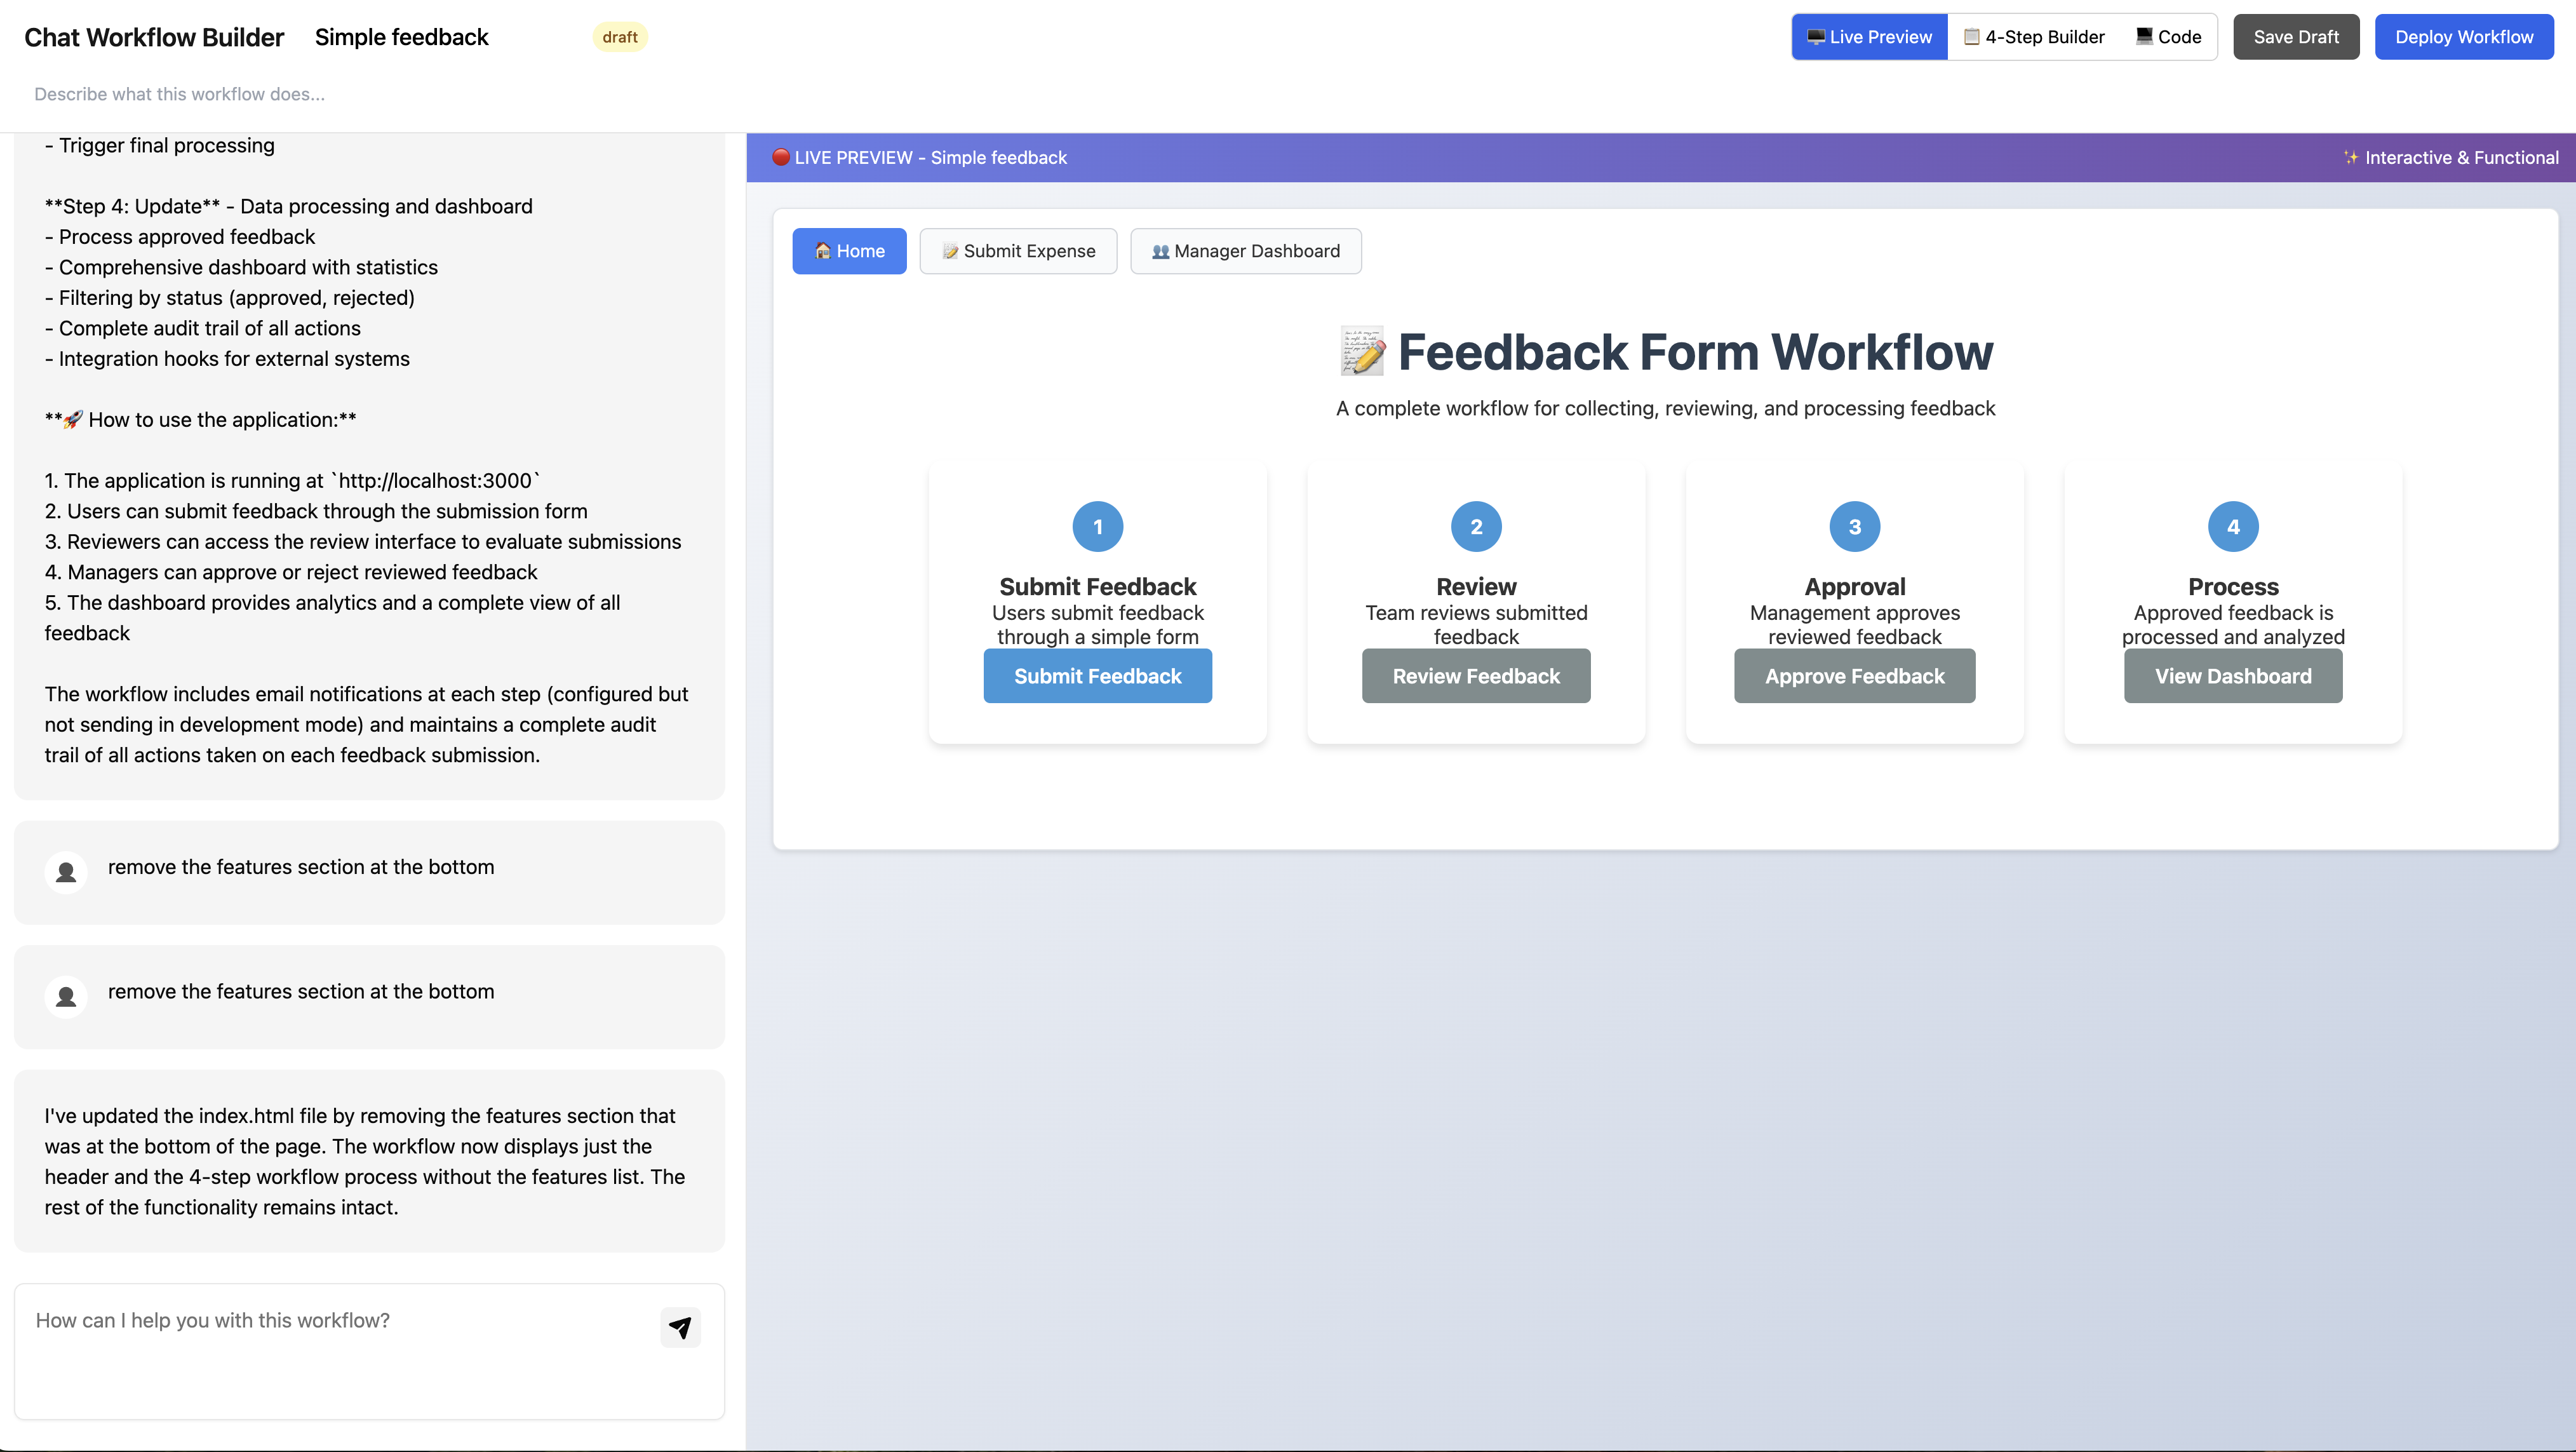 Chat Workflow Builder
Simple feedback
draft
Live Preview
4-Step Builder
Code
Save Draft
Deploy Workflow
Describe what this workflow does...
- Trigger final processing
**Step 4: Update** - Data processing and dashboard
- Process approved feedback
- Comprehensive dashboard with statistics
- Filtering by status (approved, rejected)
- Complete audit trail of all actions
- Integration hooks for external systems
**🚀 How to use the application:**
1. The application is running at `http://localhost:3000`
2. Users can submit feedback through the submission form
3. Reviewers can access the review interface to evaluate submissions
4. Managers can approve or reject reviewed feedback
5. The dashboard provides analytics and a complete view of all
feedback
The workflow includes email notifications at each step (configured but
not sending in development mode) and maintains a complete audit
trail of all actions taken on each feedback submission.
remove the features section at the bottom
remove the features section at the bottom
I've updated the index.html file by removing the features section that
was at the bottom of the page. The workflow now displays just the
header and the 4-step workflow process without the features list. The
rest of the functionality remains intact.
How can I help you with this workflow?
🔴 LIVE PREVIEW - Simple feedback
✨ Interactive & Functional
🏠 Home
📝 Submit Expense
👥 Manager Dashboard
📝 Feedback Form Workflow
A complete workflow for collecting, reviewing, and processing feedback
1
Submit Feedback
Users submit feedback
through a simple form
Submit Feedback
2
Review
Team reviews submitted
feedback
Review Feedback
3
Approval
Management approves
reviewed feedback
Approve Feedback
4
Process
Approved feedback is
processed and analyzed
View Dashboard